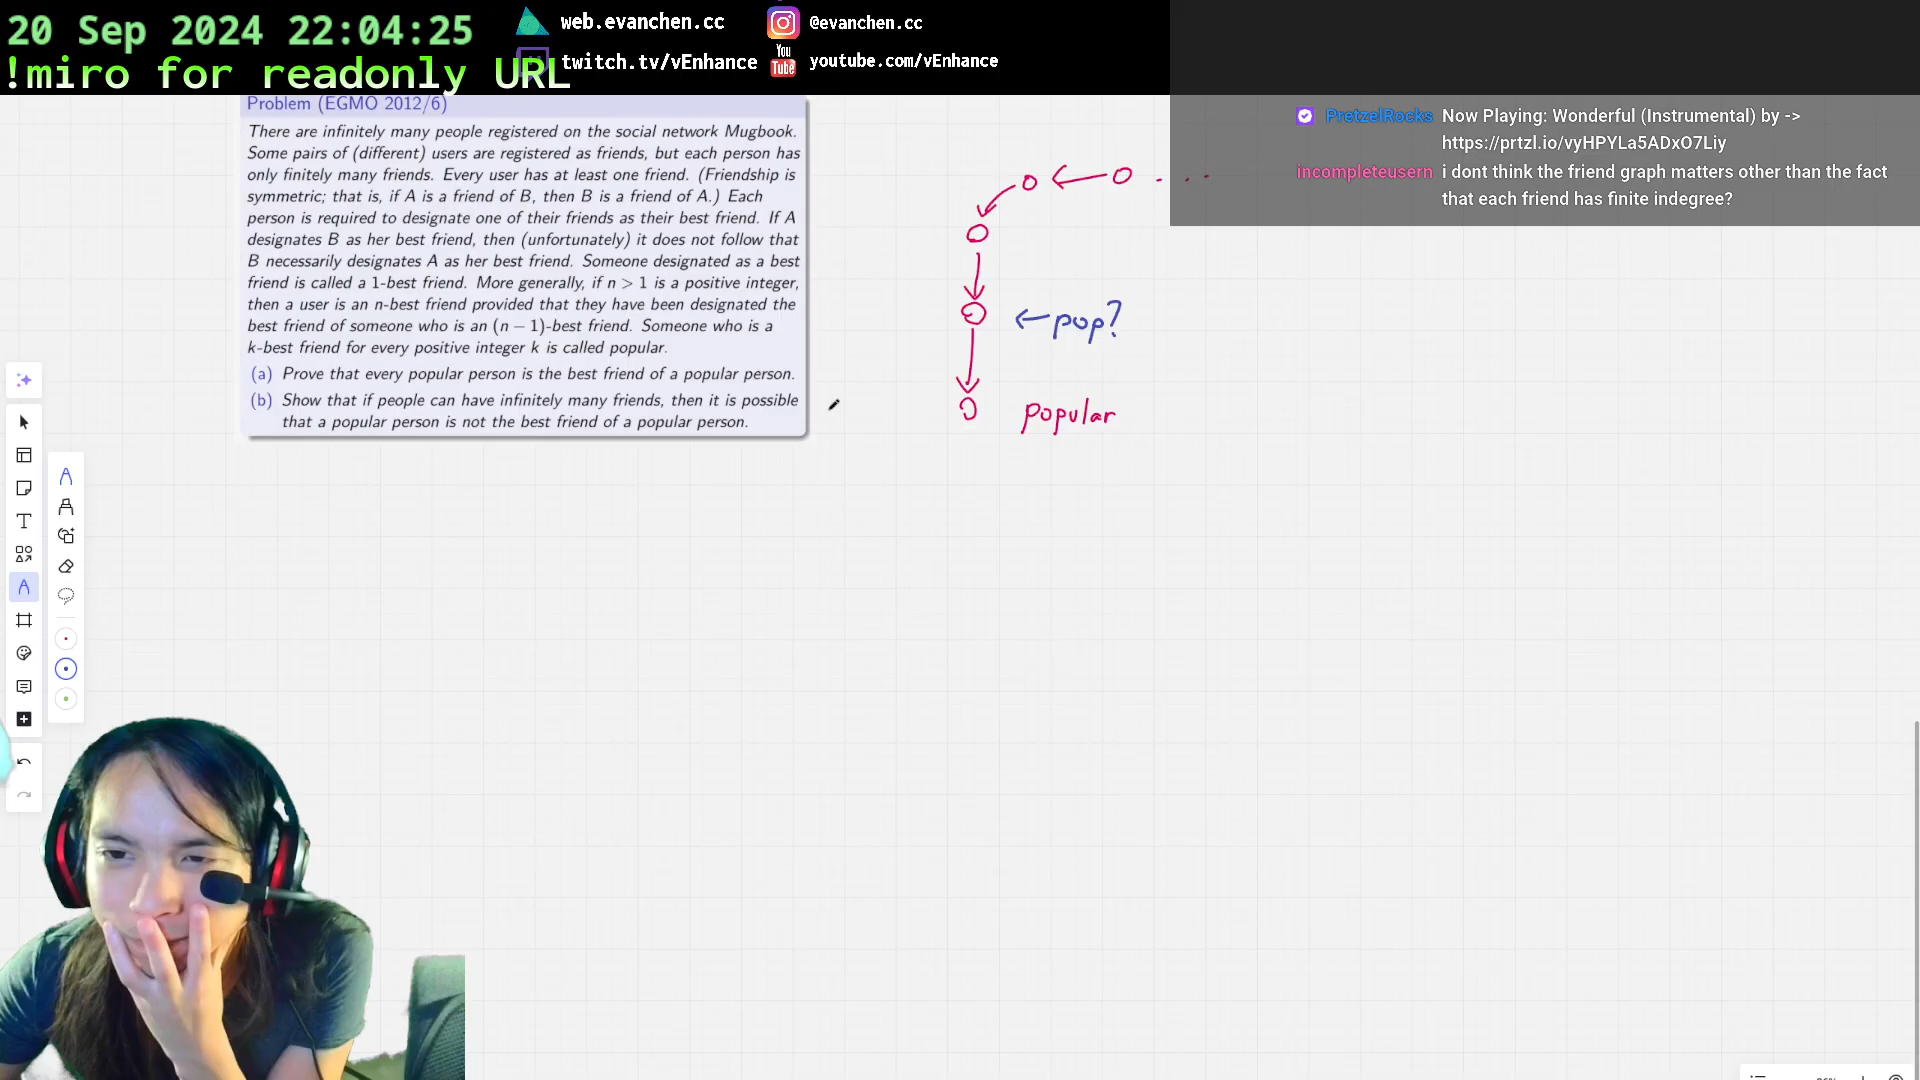 20 Sep 2024 22:04:25
!miro for readonly URL
web.evanchen.cc
@evanchen.cc
twitch.tv/vEnhance
You
Tube
youtube.com/vEnhance
PretzelRocks Now Playing: Wonderful (Instrumental) by ->
https://prtzl.io/vyHPYLa5ADxO7Liy
incompleteusern i dont think the friend graph matters other than the fact
that each friend has finite indegree?
Problem (EGMO 2012/6)
There are infinitely many people registered on the social network Mugbook.
Some pairs of (different) users are registered as friends, but each person has
only finitely many friends. Every user has at least one friend. (Friendship is
symmetric; that is, if A is a friend of B, then B is a friend of A.) Each
person is required to designate one of their friends as their best friend. If A
designates B as her best friend, then (unfortunately) it does not follow that
B necessarily designates A as her best friend. Someone designated as a best
friend is called a 1-best friend. More generally, if n > 1 is a positive integer,
then a user is an n-best friend provided that they have been designated the
best friend of someone who is an (n − 1)-best friend. Someone who is a
k-best friend for every positive integer k is called popular.
(a) Prove that every popular person is the best friend of a popular person.
(b) Show that if people can have infinitely many friends, then it is possible
that a popular person is not the best friend of a popular person.
←pop?
popular